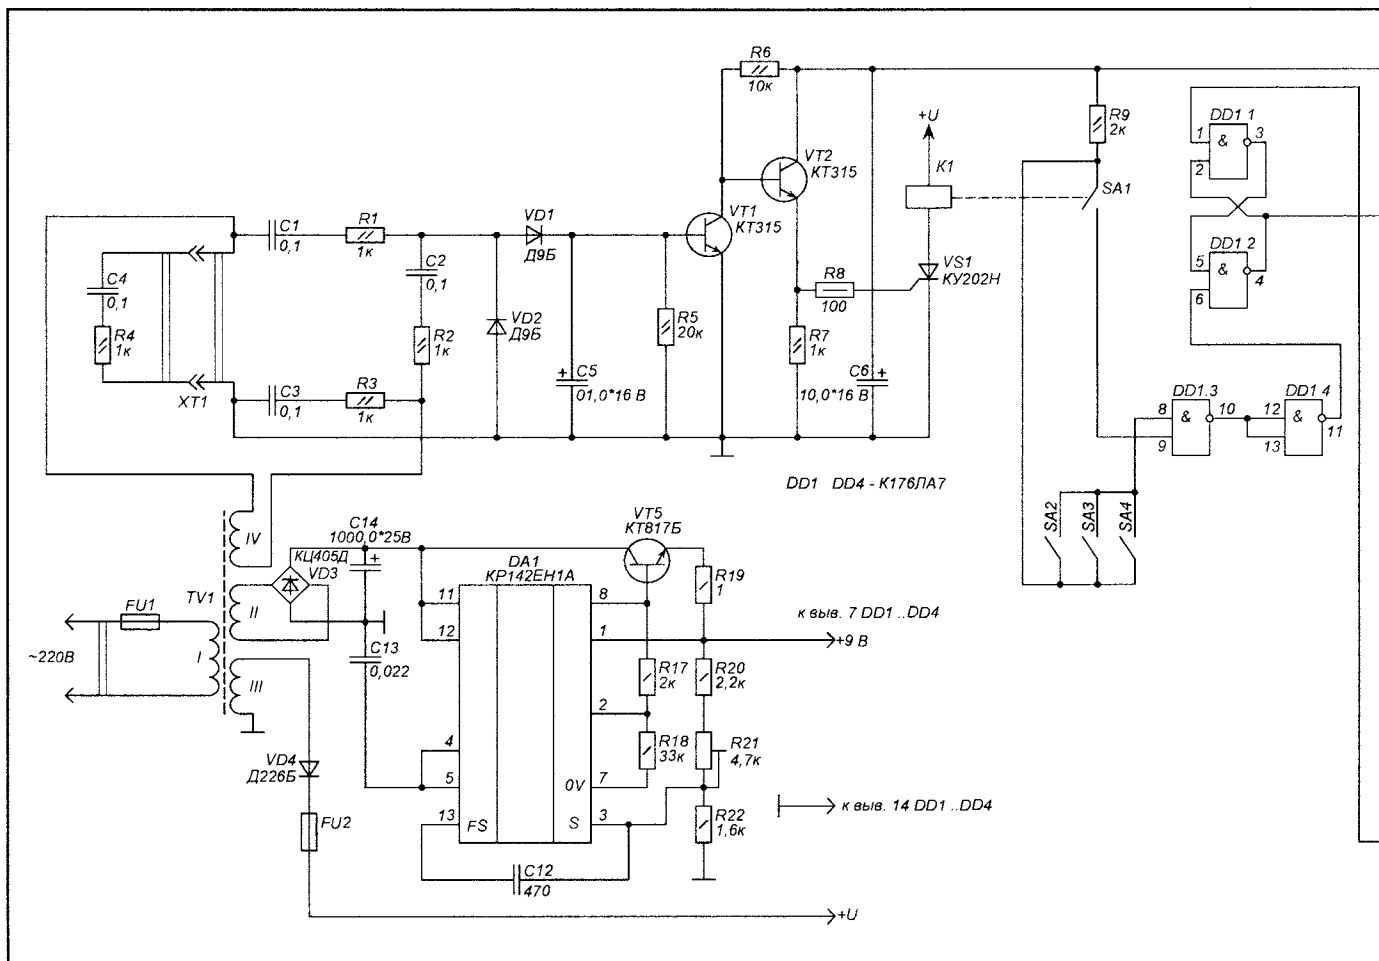 R6
10к
+U
R9
2к
DD1 1
1
&
3
2
VT2
КТ315
К1
SA1
VT1
КТ315
VD1
Д9Б
C1
0,1
R1
1к
C2
0,1
DD1 2
5
&
4
6
VS1
КУ202Н
R8
100
C4
0,1
R4
1к
VD2
Д9Б
R2
1к
R5
20к
R7
1к
C5
+
01,0*16 В
C6
+
10,0*16 В
ХТ1
C3
0,1
R3
1к
DD1.3
8
&
10
9
DD1 4
12
&
11
13
DD1 DD4 - К176ЛА7
SA2
SA3
SA4
IV
C14
1000,0*25В
+
КЦ405Д
VD3
VT5
КТ817Б
DA1
КР142ЕН1А
R19
1
FU1
TV1
II
11
8
12
1
к выв. 7 DD1 ..DD4
+9 В
~220В
I
C13
0,022
R17
2к
R20
2,2к
III
2
4
R18
33к
R21
4,7к
VD4
Д226Б
5
0V
7
к выв. 14 DD1 ..DD4
FU2
13
FS
S
3
R22
1,6к
C12
470
+U